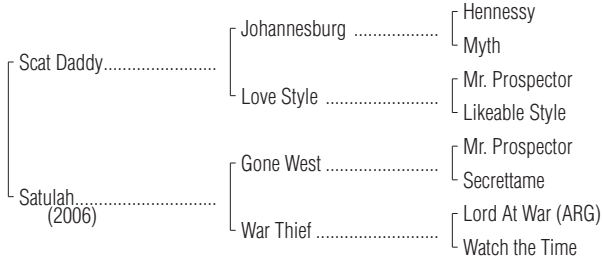 Hennessy
Johannesburg ..................
Myth
Scat Daddy........................
Mr. Prospector
Love Style ........................
Likeable Style
Mr. Prospector
Gone West ........................
Secrettame
Satulah..............................
(2006)
Lord At War (ARG)
War Thief ..........................
Watch the Time